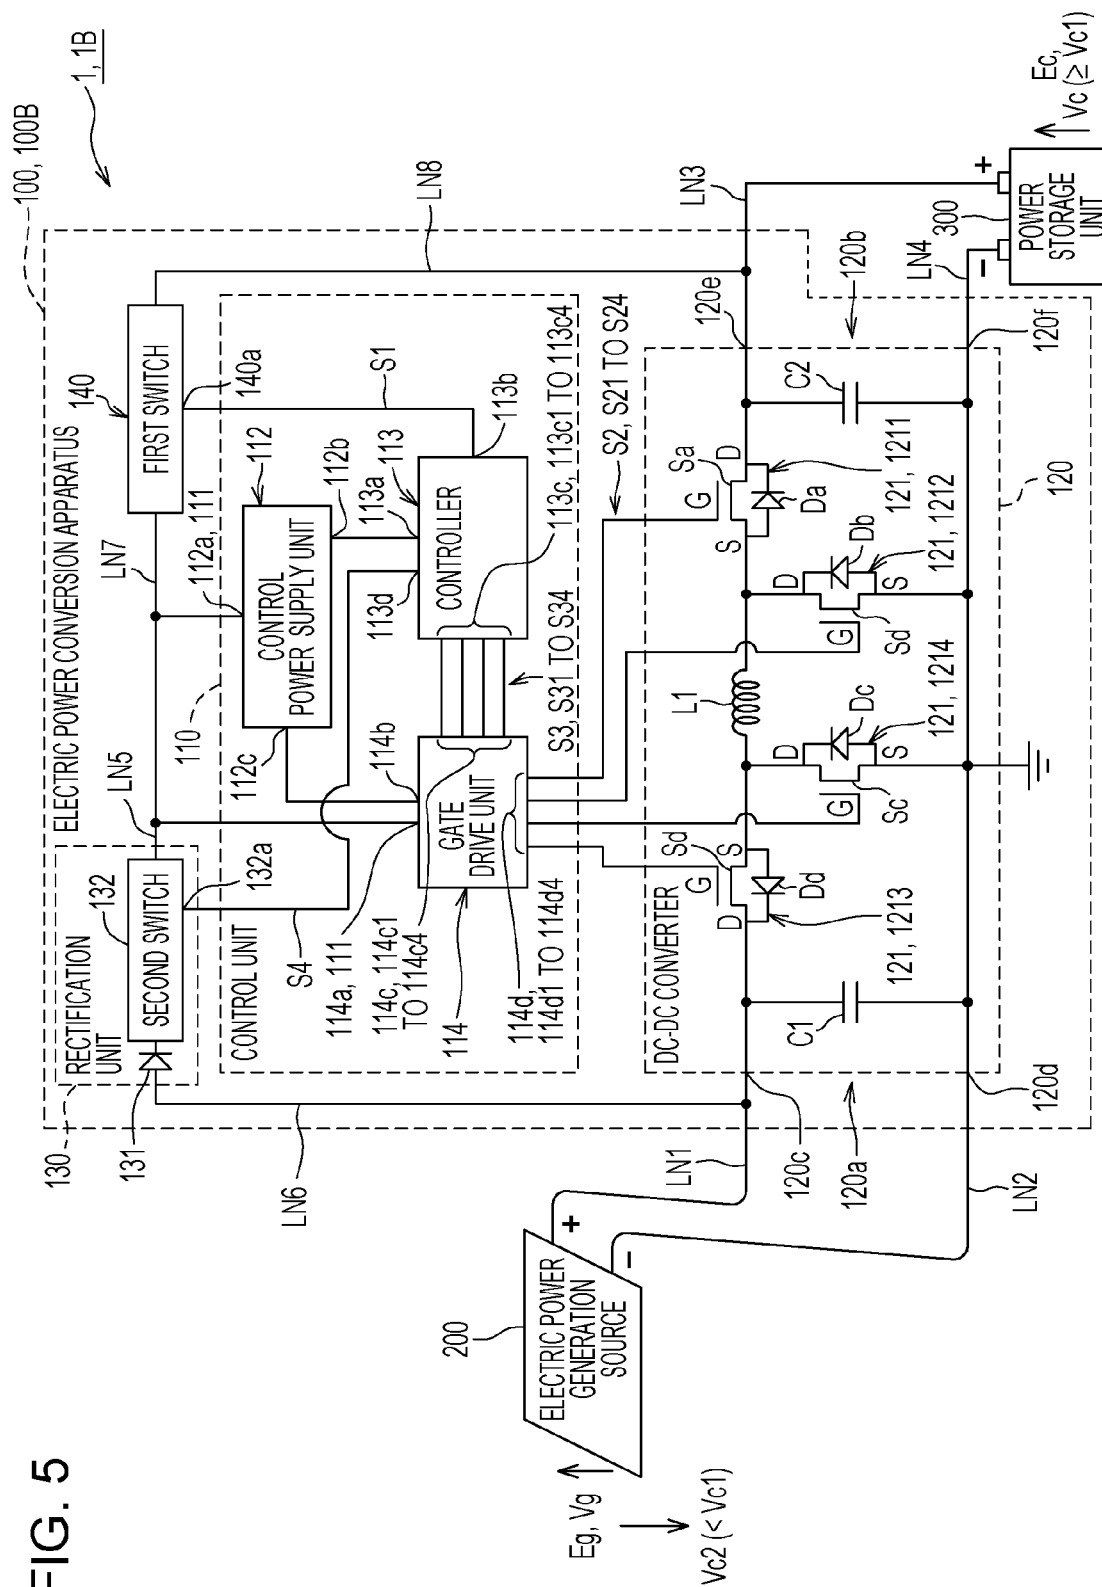 FIG. 5
1, 1B
100, 100B
ELECTRIC POWER CONVERSION APPARATUS
130
RECTIFICATION
UNIT
131
132
SECOND SWITCH
132a
LN5
LN7
140
FIRST SWITCH
140a
LN6
LN8
110
CONTROL UNIT
S4
112a, 111
112
CONTROL
POWER SUPPLY UNIT
112b
112c
S1
113a
113
113b
113d
CONTROLLER
113c, 113c1 TO 113c4
S3, S31 TO S34
114b
GATE
DRIVE UNIT
114a, 111
114c, 114c1
TO 114c4
114
114d,
114d1 TO 114d4
S2, S21 TO S24
DC-DC CONVERTER
120
120a
120b
120c
120d
120e
120f
LN1
LN2
LN3
LN4
C1
C2
L1
D
G
S
Sd
Dd
121, 1213
D
G
S
Sc
Dc
121, 1214
D
G
S
Sd
Db
121, 1212
S
G
D
Sa
Da
121, 1211
200
ELECTRIC POWER
GENERATION
SOURCE
+
−
Eg, Vg
Vc2 (< Vc1)
300
+
−
POWER
STORAGE
UNIT
Ec,
Vc (≥ Vc1)